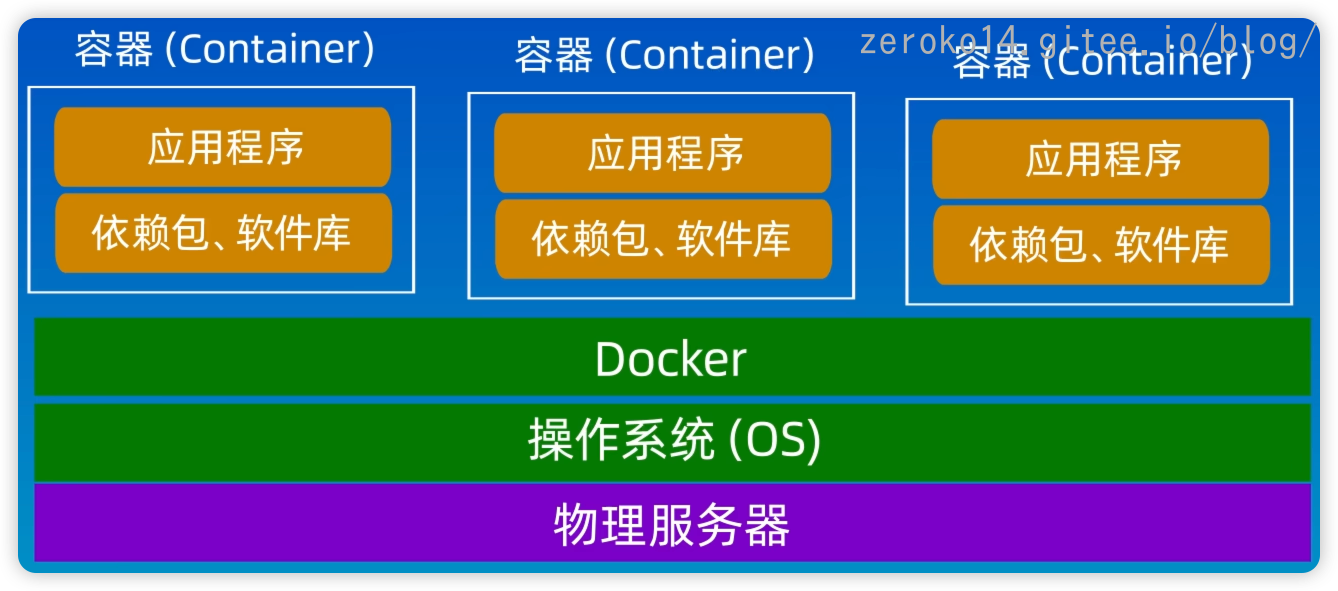 容器 (Container)
容器 (Container)
zeroko14.gitee.io/blog/
容器 (Container)
应用程序
应用程序
应用程序
依赖包、软件库
依赖包、软件库
依赖包、软件库
Docker
操作系统 (OS)
物理服务器